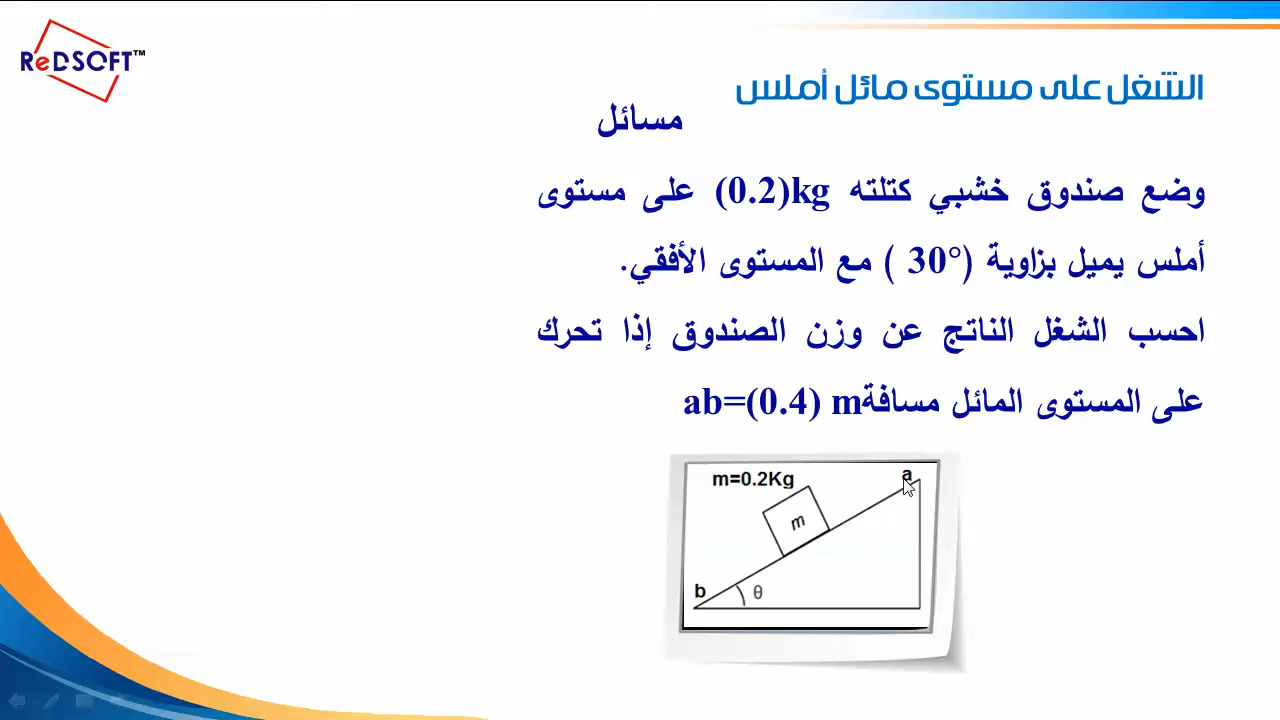 ReDSOFT™
الشغل على مستوى مائل أملس
مسائل
وضع صندوق خشبي كتلته (0.2)kg على مستوى
أملس يميل بزاوية (30°) مع المستوى الأفقي.
احسب الشغل الناتج عن وزن الصندوق إذا تحرك
على المستوى المائل مسافة ab=(0.4) m
m=0.2Kg
a
m
b
θ